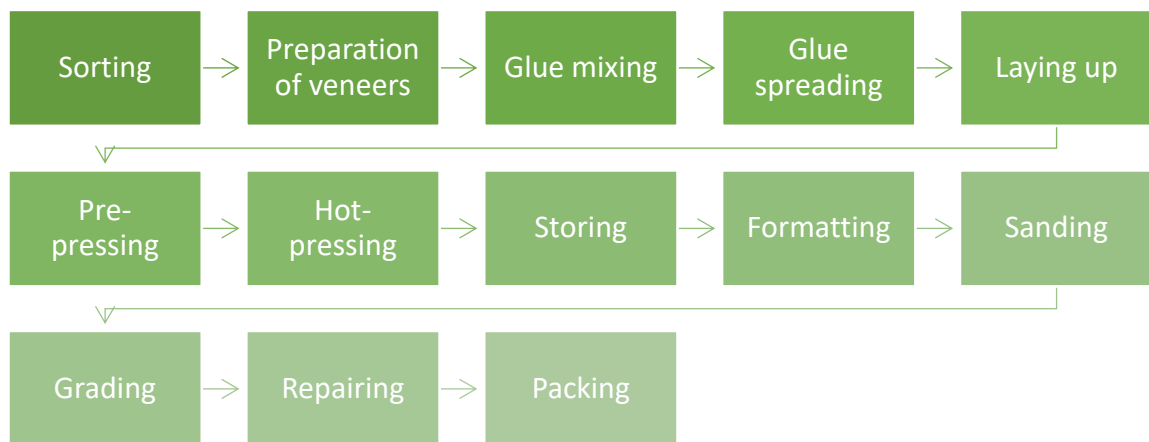 Sorting
Preparation
of veneers
Glue mixing
Glue
spreading
Laying up
Pre-
pressing
Hot-
pressing
Storing
Formatting
Sanding
Grading
Repairing
Packing